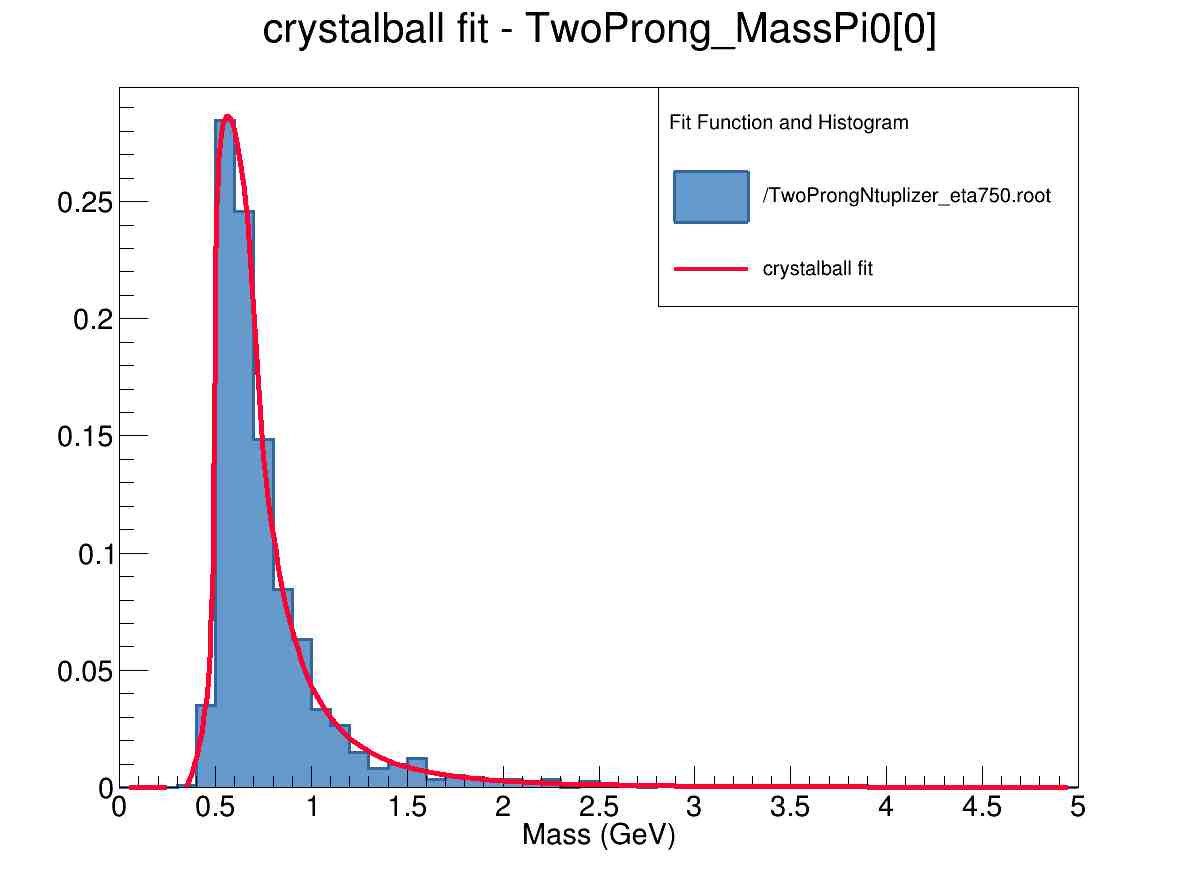 crystalball fit - TwoProng_MassPi0[0]
Fit Function and Histogram
/TwoProngNtuplizer_eta750.root
crystalball fit
0.25
0.2
0.15
0.1
0.05
0
0 0.5 1 1.5 2 2.5 3 3.5 4 4.5 5
Mass (GeV)